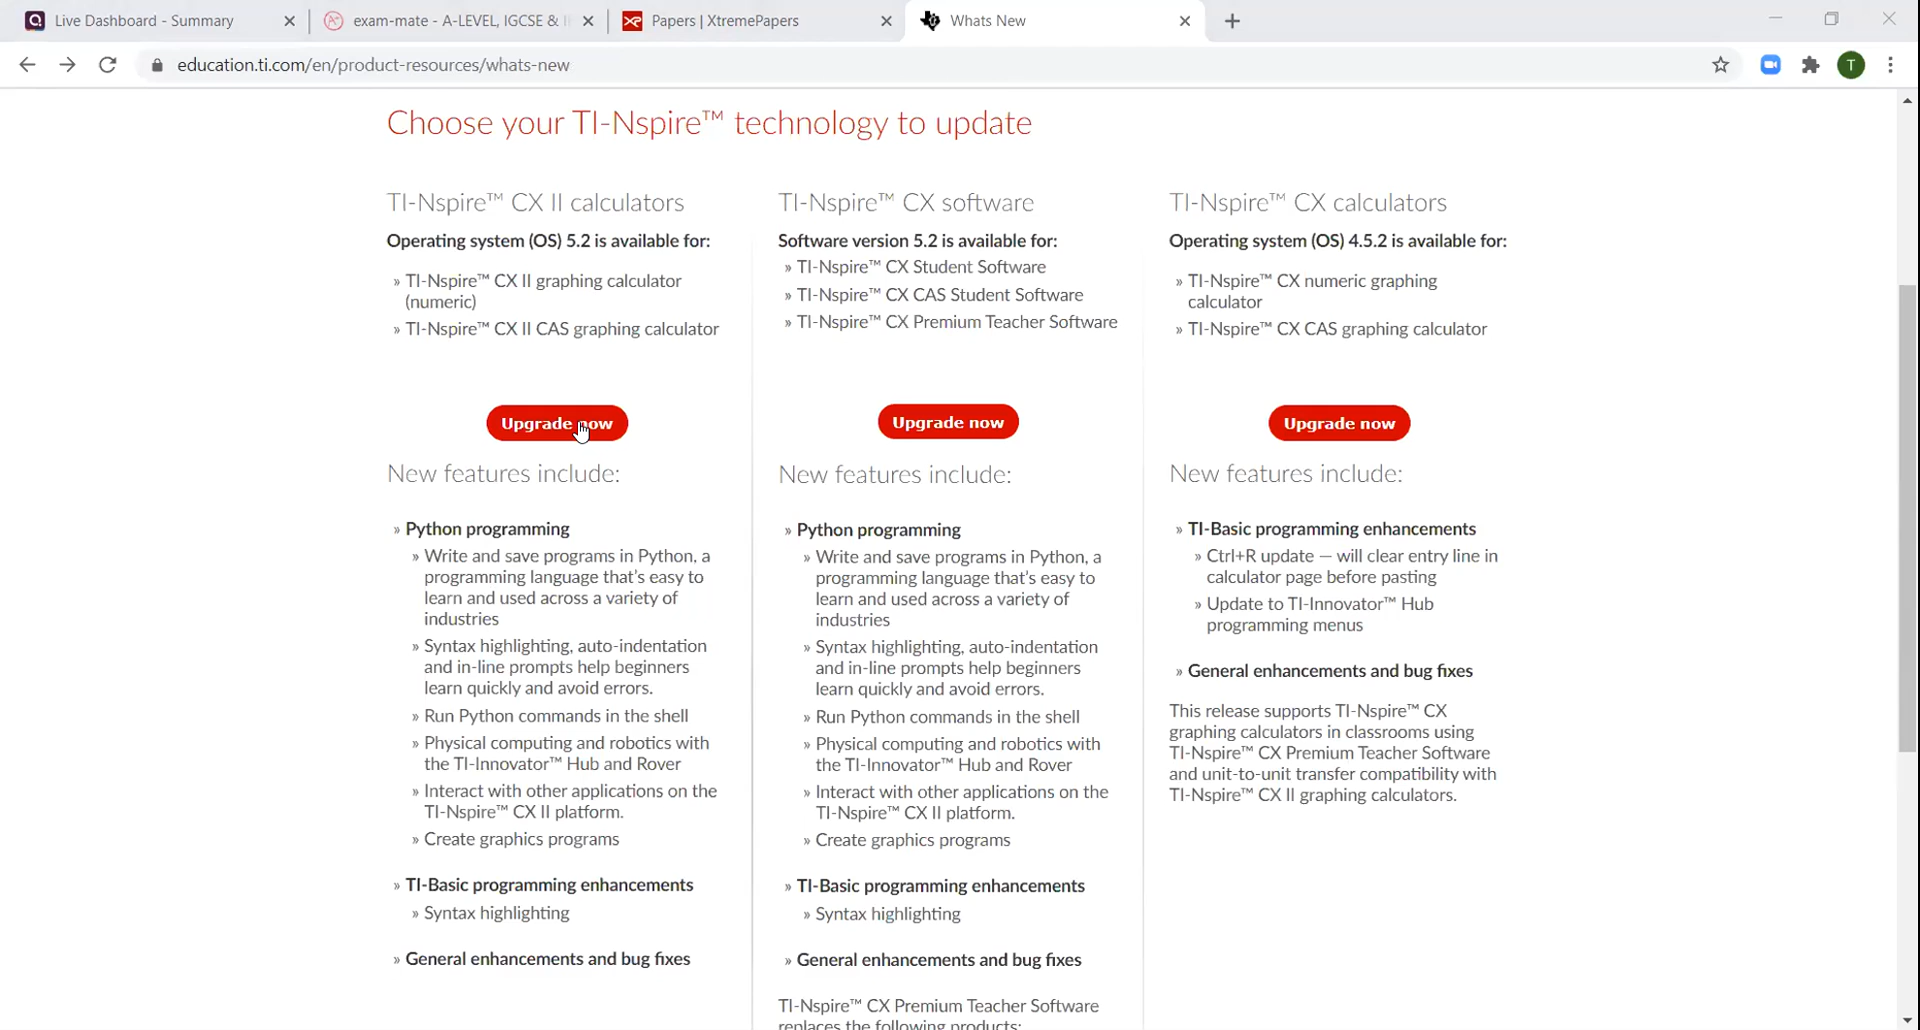 Live Dashboard - Summary
exam-mate - A-LEVEL, IGCSE &
Papers | XtremePapers
Whats New
education.ti.com/en/product-resources/whats-new
T
Choose your TI-Nspire™ technology to update
TI-Nspire™ CX II calculators
Operating system (OS) 5.2 is available for:
» TI-Nspire™ CX II graphing calculator
(numeric)
» TI-Nspire™ CX II CAS graphing calculator
Upgrade now
New features include:
» Python programming
» Write and save programs in Python, a
programming language that's easy to
learn and used across a variety of
industries
» Syntax highlighting, auto-indentation
and in-line prompts help beginners
learn quickly and avoid errors.
» Run Python commands in the shell
» Physical computing and robotics with
the TI-Innovator™ Hub and Rover
» Interact with other applications on the
TI-Nspire™ CX II platform.
» Create graphics programs
» TI-Basic programming enhancements
» Syntax highlighting
» General enhancements and bug fixes
TI-Nspire™ CX software
Software version 5.2 is available for:
» TI-Nspire™ CX Student Software
» TI-Nspire™ CX CAS Student Software
» TI-Nspire™ CX Premium Teacher Software
Upgrade now
New features include:
» Python programming
» Write and save programs in Python, a
programming language that's easy to
learn and used across a variety of
industries
» Syntax highlighting, auto-indentation
and in-line prompts help beginners
learn quickly and avoid errors.
» Run Python commands in the shell
» Physical computing and robotics with
the TI-Innovator™ Hub and Rover
» Interact with other applications on the
TI-Nspire™ CX II platform.
» Create graphics programs
» TI-Basic programming enhancements
» Syntax highlighting
» General enhancements and bug fixes
TI-Nspire™ CX Premium Teacher Software
replaces the following products:
TI-Nspire™ CX calculators
Operating system (OS) 4.5.2 is available for:
» TI-Nspire™ CX numeric graphing
calculator
» TI-Nspire™ CX CAS graphing calculator
Upgrade now
New features include:
» TI-Basic programming enhancements
» Ctrl+R update – will clear entry line in
calculator page before pasting
» Update to TI-Innovator™ Hub
programming menus
» General enhancements and bug fixes
This release supports TI-Nspire™ CX
graphing calculators in classrooms using
TI-Nspire™ CX Premium Teacher Software
and unit-to-unit transfer compatibility with
TI-Nspire™ CX II graphing calculators.